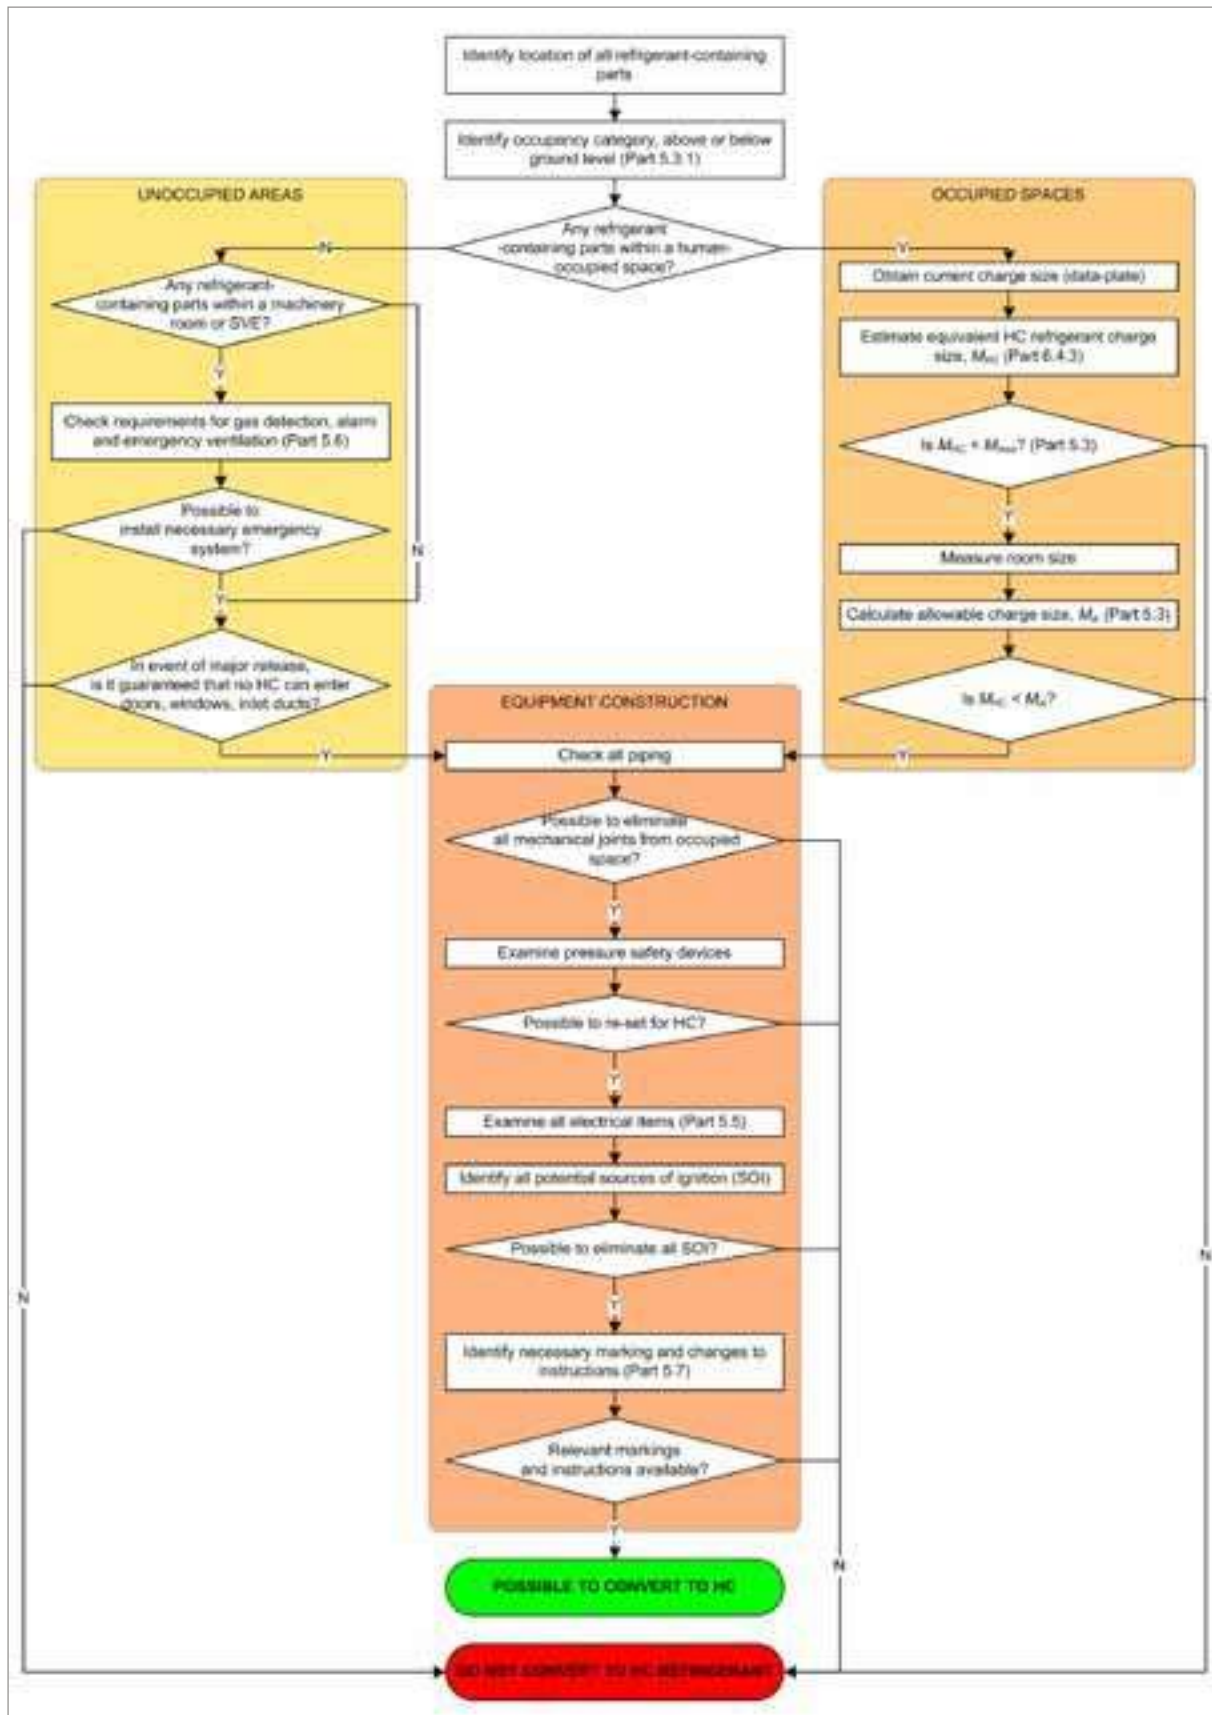 Identify location of all refrigerant-containing
parts
Identify occupancy category, above or below
ground level (Part 5.3.1)
Any refrigerant
-containing parts within a human-
occupied space?
N
Y
UNOCCUPIED AREAS
Any refrigerant-
containing parts within a machinery
room or SVE?
Y
Check requirements for gas detection, alarm
and emergency ventilation (Part 5.6)
Possible to
install necessary emergency
system?
N
Y
In event of major release,
is it guaranteed that no HC can enter
doors, windows, inlet ducts?
Y
N
OCCUPIED SPACES
Obtain current charge size (data-plate)
Estimate equivalent HC refrigerant charge
size, MHC (Part 6.4.3)
Is MHC < Mmax? (Part 5.3)
Y
Measure room size
Calculate allowable charge size, MA (Part 5.3)
Is MHC < MA?
Y
N
EQUIPMENT CONSTRUCTION
Check all piping
Possible to eliminate
all mechanical joints from occupied
space?
Y
Examine pressure safety devices
Possible to re-set for HC?
Y
Examine all electrical items (Part 5.5)
Identify all potential sources of ignition (SOI)
Possible to eliminate all SOI?
Y
Identify necessary marking and changes to
instructions (Part 5.7)
Relevant markings
and instructions available?
Y
N
POSSIBLE TO CONVERT TO HC
DO NOT CONVERT TO HC REFRIGERANT